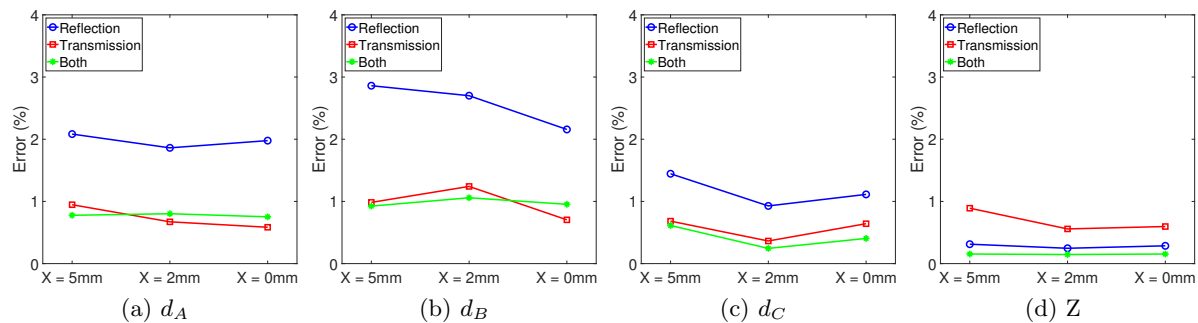 4
3
2
1
0
Error (%)
Reflection
Transmission
Both
X = 5mm X = 2mm X = 0mm
(a) d_A
4
3
2
1
0
Error (%)
Reflection
Transmission
Both
X = 5mm X = 2mm X = 0mm
(b) d_B
4
3
2
1
0
Error (%)
Reflection
Transmission
Both
X = 5mm X = 2mm X = 0mm
(c) d_C
4
3
2
1
0
Error (%)
Reflection
Transmission
Both
X = 5mm X = 2mm X = 0mm
(d) Z